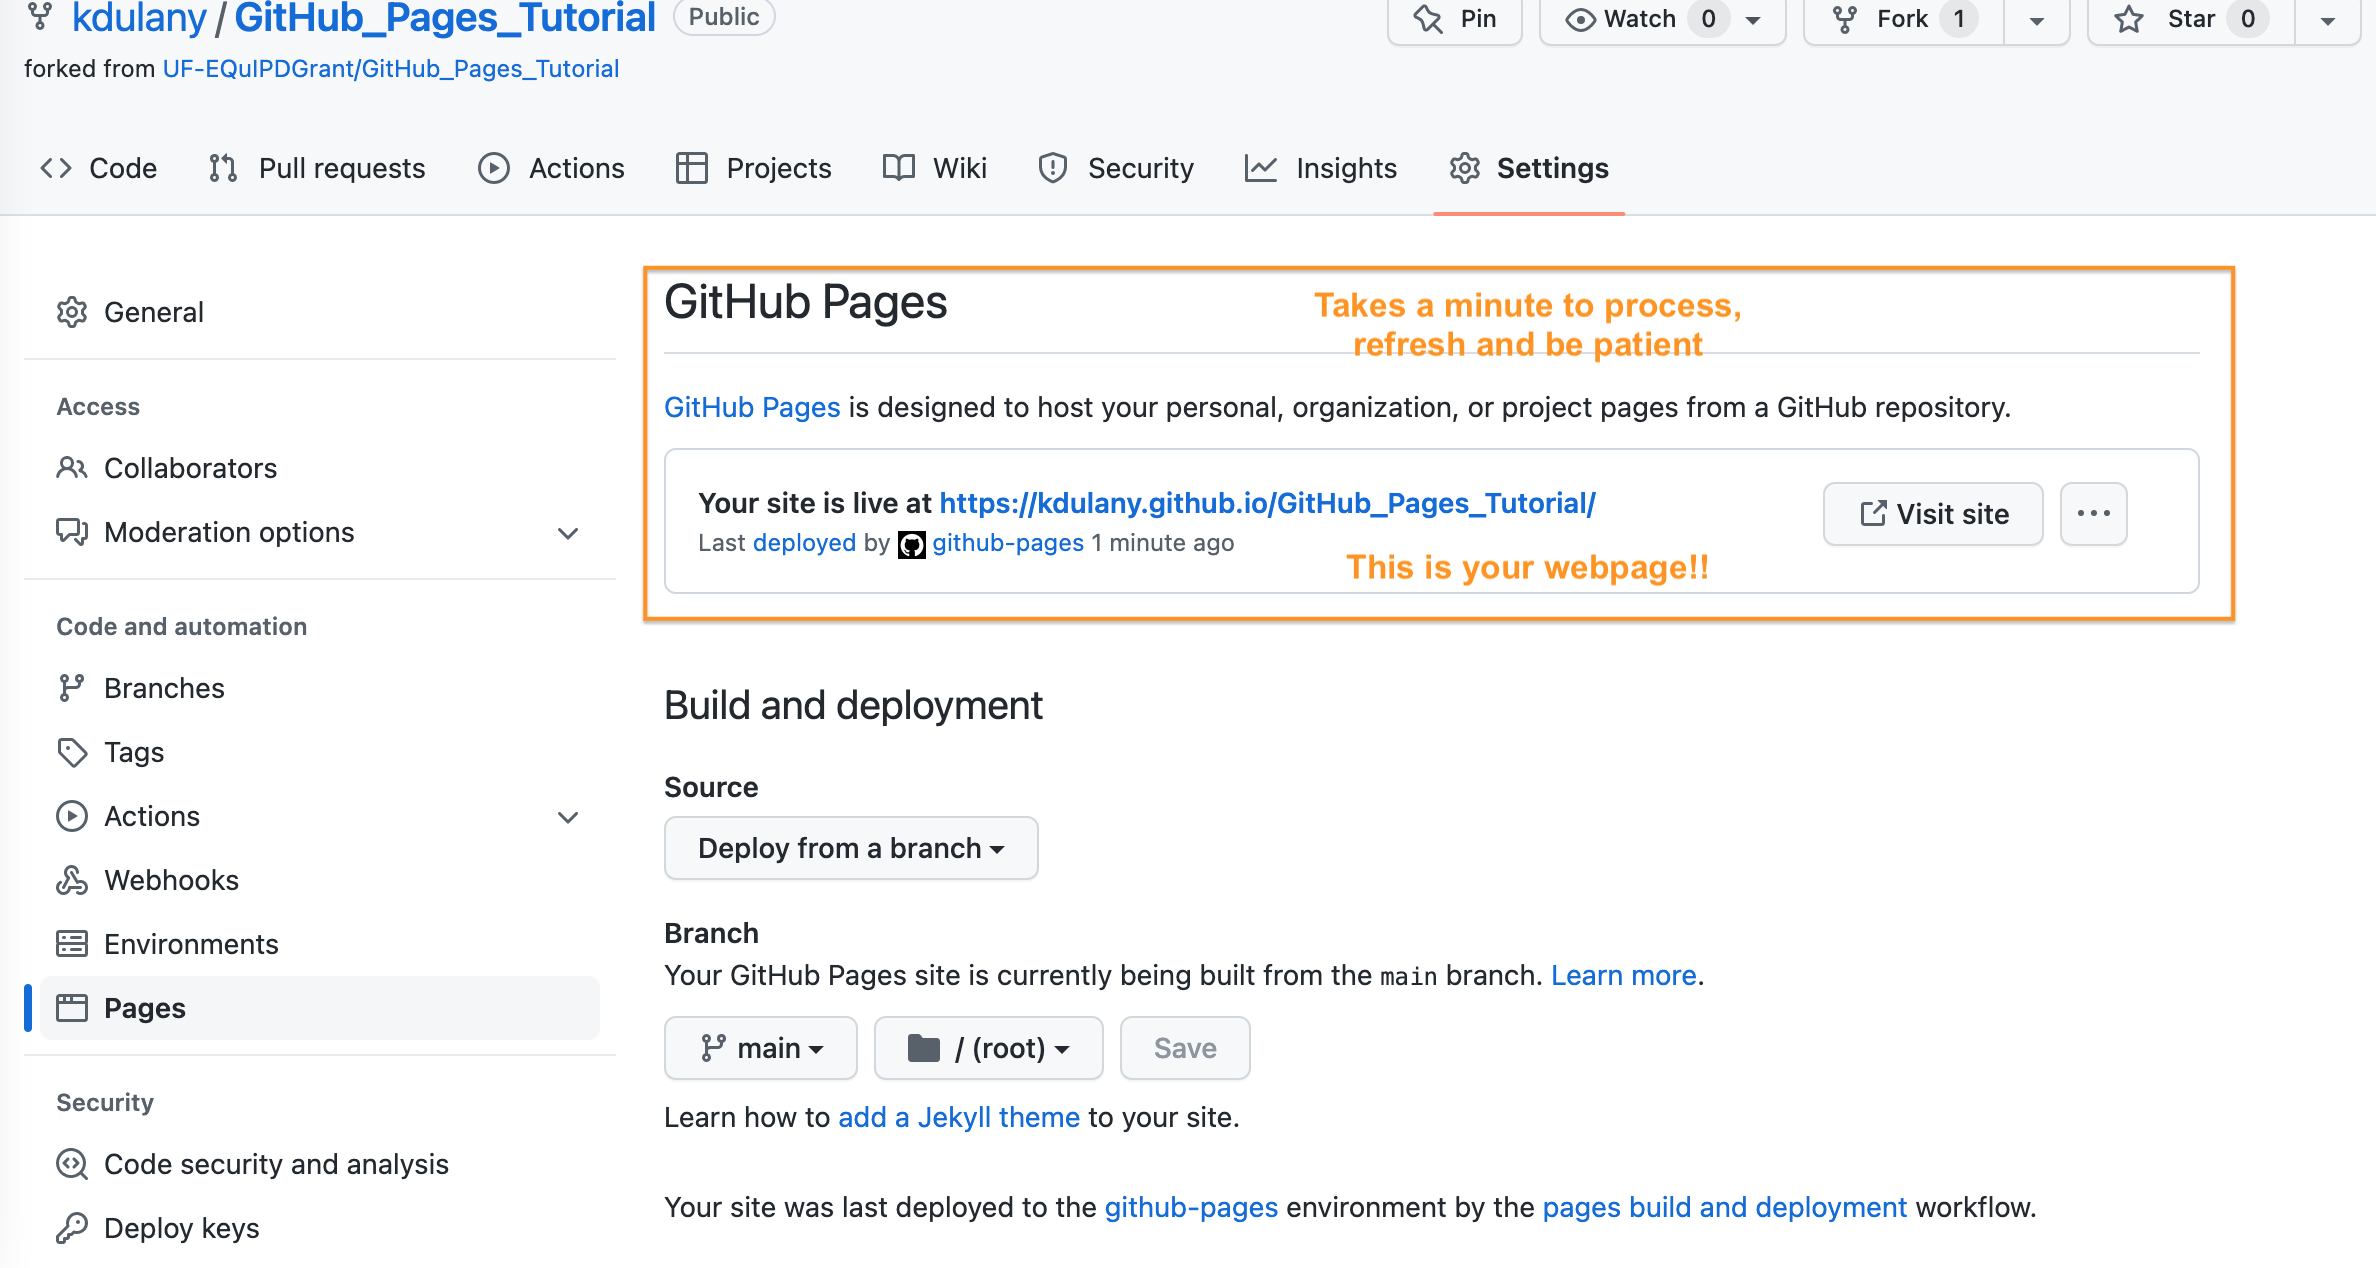 kdulany / GitHub_Pages_Tutorial Public
Pin
Watch 0
Fork 1
Star 0
forked from UF-EQuIPDGrant/GitHub_Pages_Tutorial
Code
Pull requests
Actions
Projects
Wiki
Security
Insights
Settings
General
Access
Collaborators
Moderation options
Code and automation
Branches
Tags
Actions
Webhooks
Environments
Pages
Security
Code security and analysis
Deploy keys
GitHub Pages
Takes a minute to process,
refresh and be patient
GitHub Pages is designed to host your personal, organization, or project pages from a GitHub repository.
Your site is live at https://kdulany.github.io/GitHub_Pages_Tutorial/
Visit site
Last deployed by github-pages 1 minute ago
This is your webpage!!
Build and deployment
Source
Deploy from a branch
Branch
Your GitHub Pages site is currently being built from the main branch. Learn more.
main
/ (root)
Save
Learn how to add a Jekyll theme to your site.
Your site was last deployed to the github-pages environment by the pages build and deployment workflow.